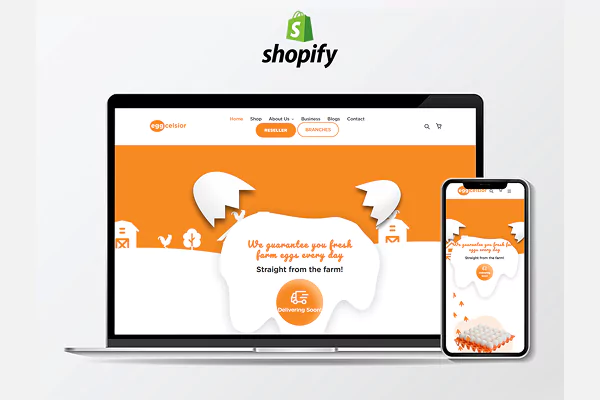 shopify
eggcelsior
Home Shop About Us Business Blogs Contact
RESELLER BRANCHES
We guarantee you fresh
farm eggs every day
Straight from the farm!
Delivering Soon
eggcelsior
We guarantee you fresh
farm eggs every day
Straight from the farm!